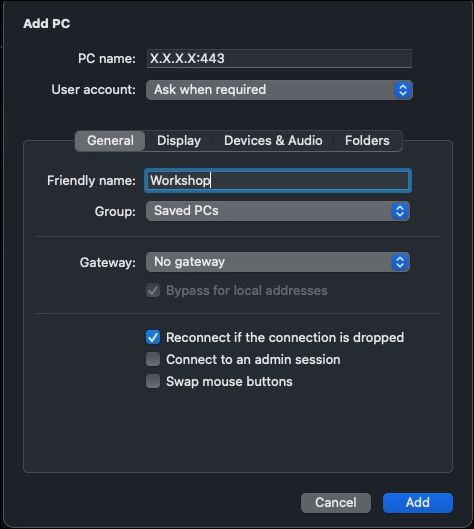 Add PC
PC name: X.X.X.X:443
User account: Ask when required
General Display Devices & Audio Folders
Friendly name: Workshop
Group: Saved PCs
Gateway: No gateway
Bypass for local addresses
Reconnect if the connection is dropped
Connect to an admin session
Swap mouse buttons
Cancel Add